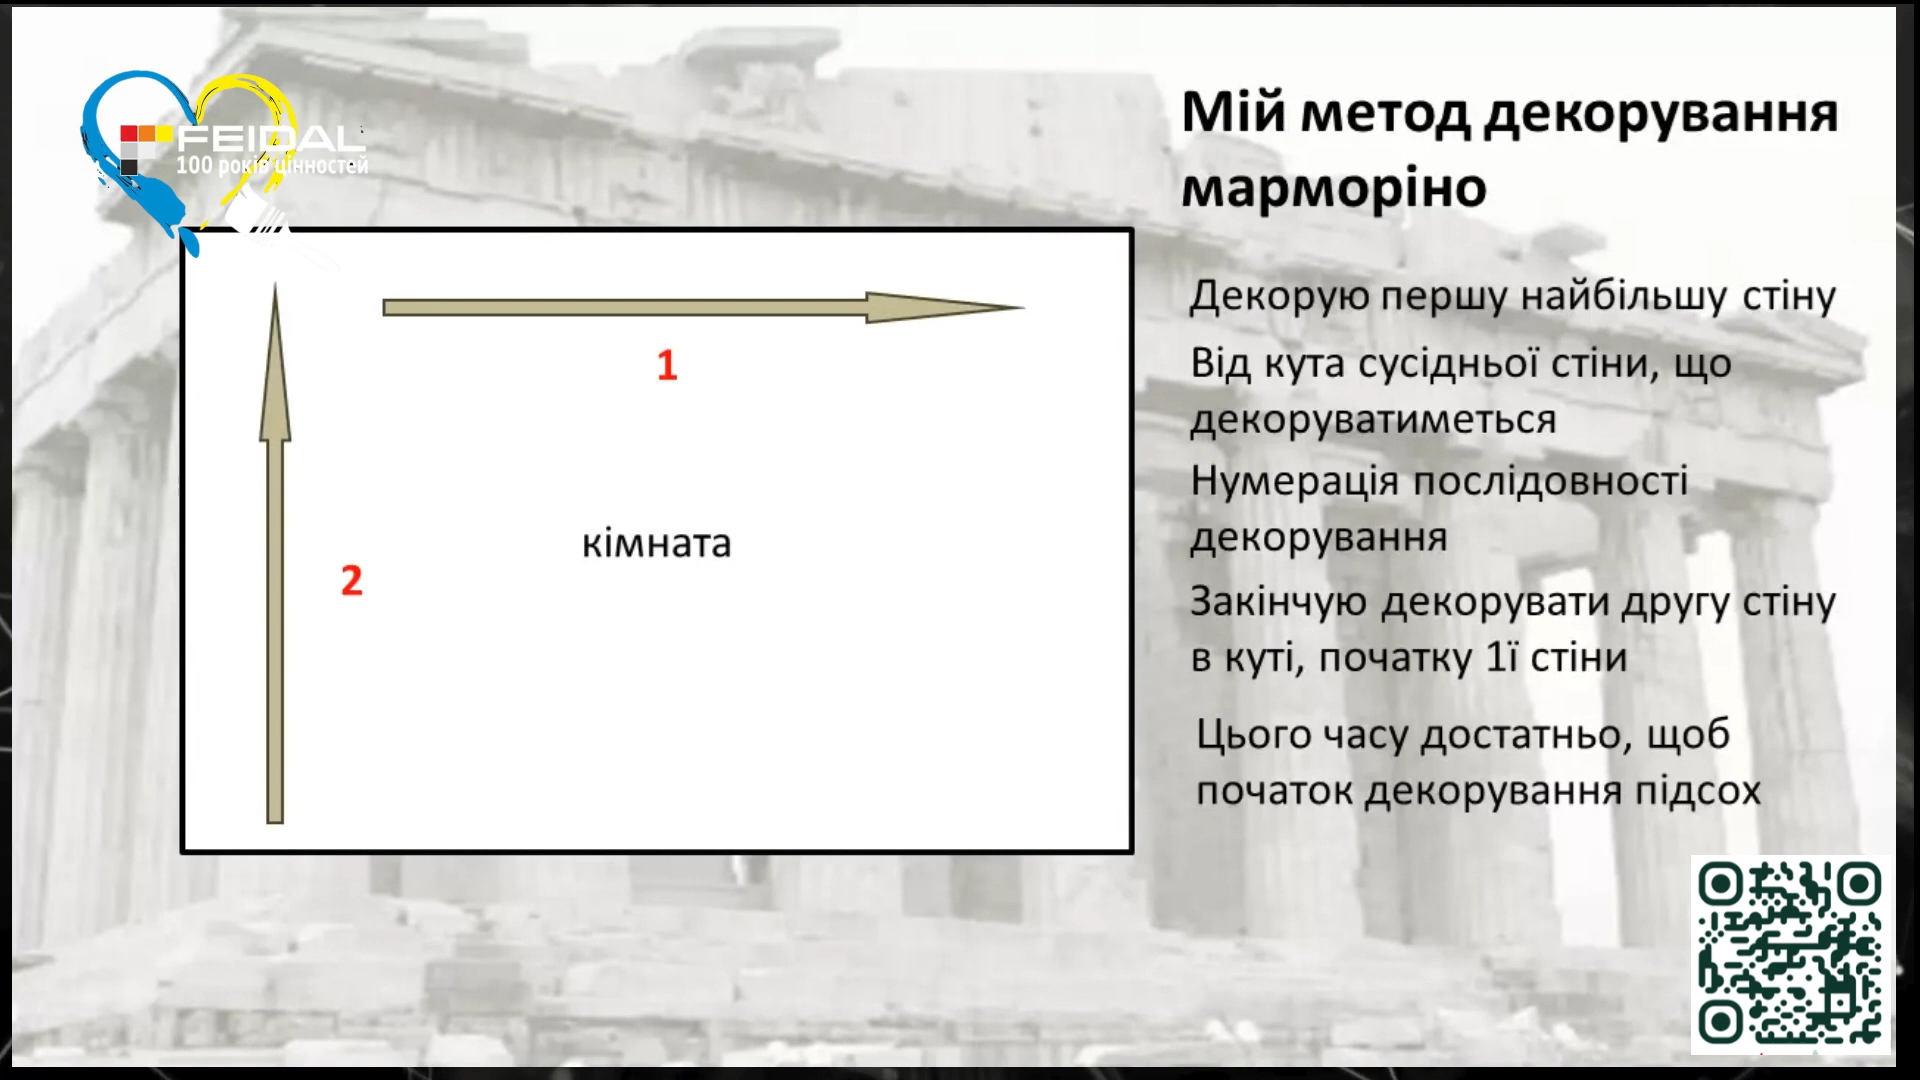 FEIDAL
100 років цінностей
Мій метод декорування
марморіно
1
2
кімната
Декорую першу найбільшу стіну
Від кута сусідньої стіни, що
декоруватиметься
Нумерація послідовності
декорування
Закінчую декорувати другу стіну
в куті, початку 1ї стіни
Цього часу достатньо, щоб
початок декорування підсох